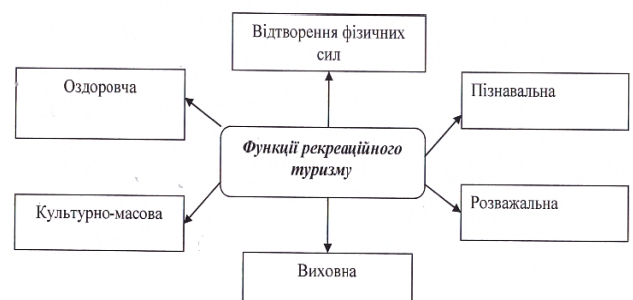 Відтворення фізичних
сил
Оздоровча
Пізнавальна
Функції рекреаційного
туризму
Культурно-масова
Розважальна
Виховна